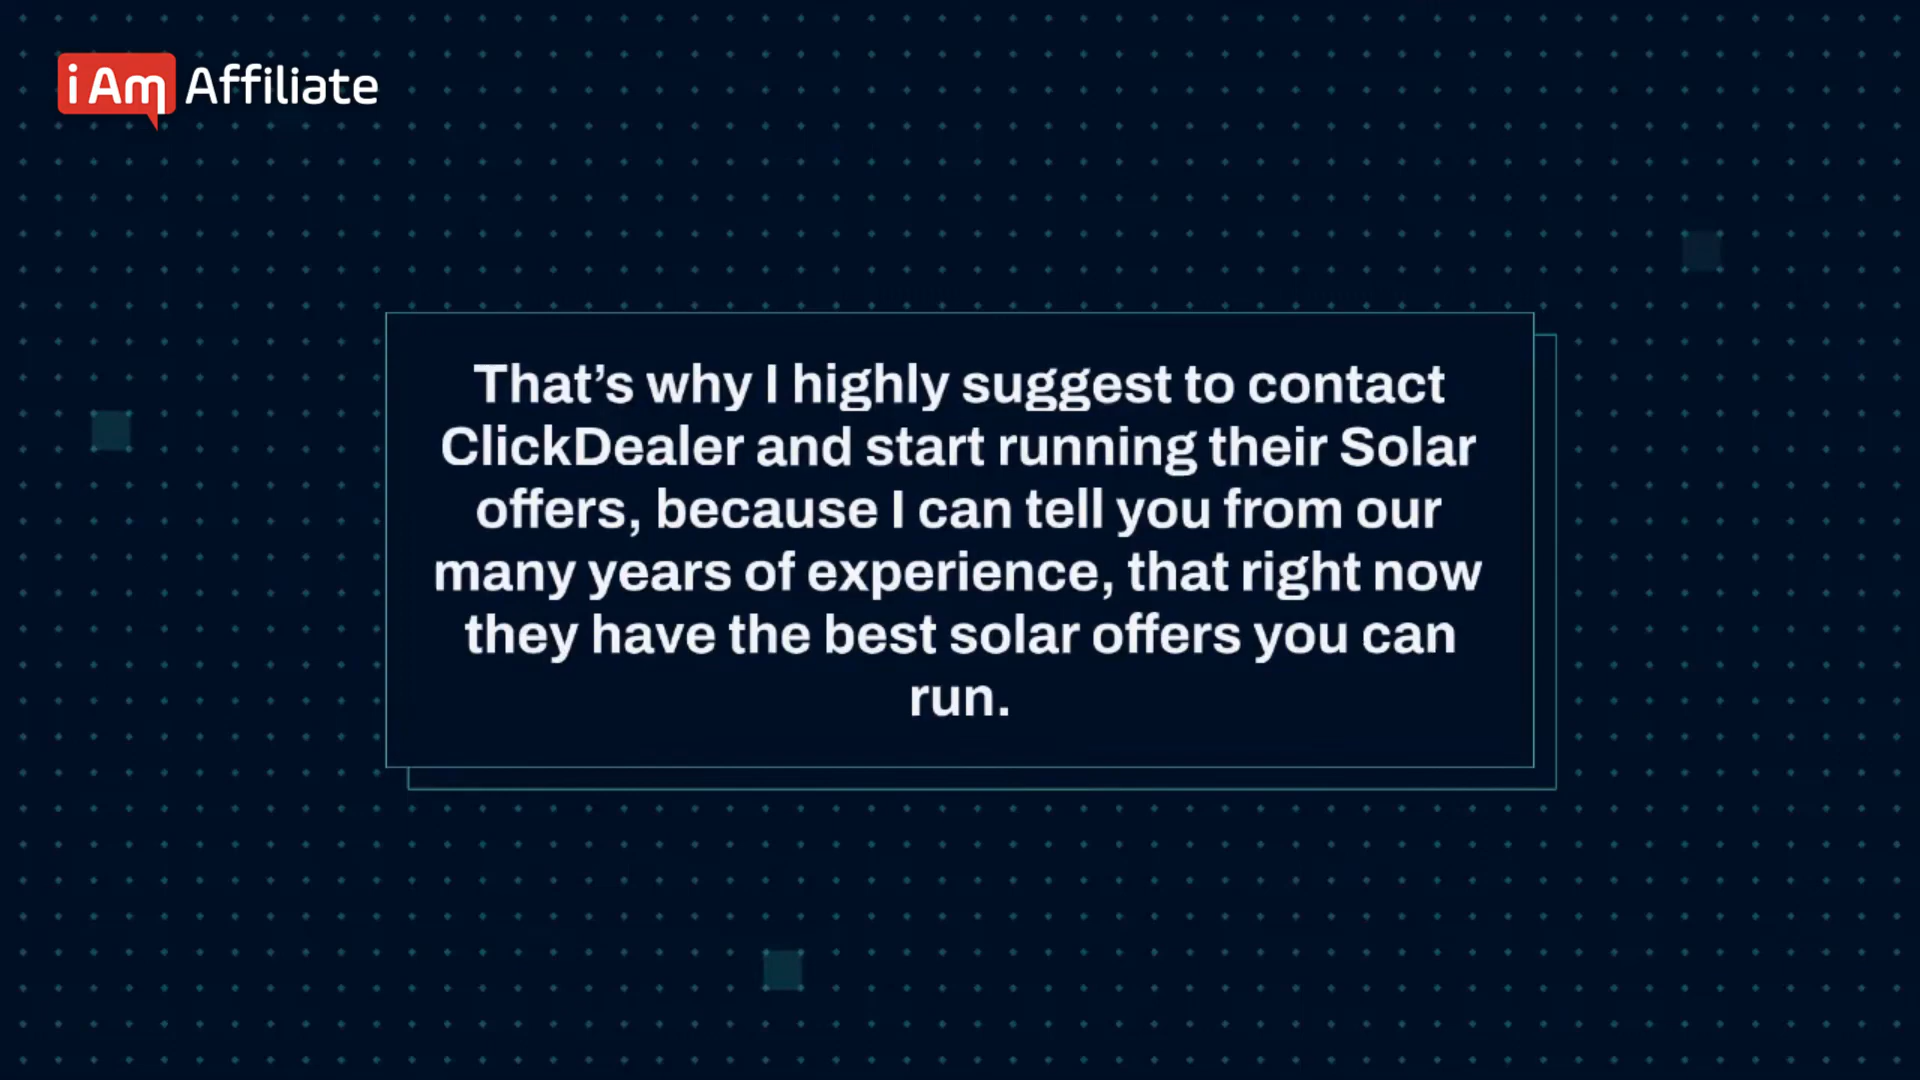 i Am Affiliate
That’s why I highly suggest to contact
ClickDealer and start running their Solar
offers, because I can tell you from our
many years of experience, that right now
they have the best solar offers you can
run.